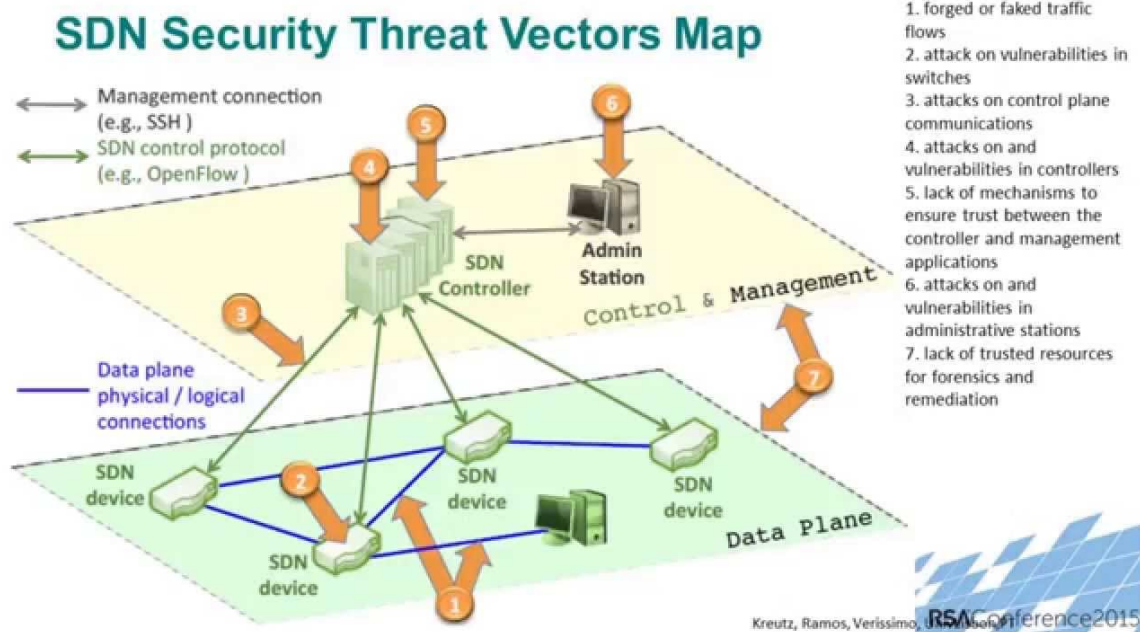 SDN Security Threat Vectors Map
Management connection
(e.g., SSH )
SDN control protocol
(e.g., OpenFlow )
5
6
4
SDN
Controller
Admin
Station
Control & Management
3
Data plane
physical / logical
connections
7
SDN
device
2
SDN
device
SDN
device
SDN
device
Data Plane
1
1. forged or faked traffic
flows
2. attack on vulnerabilities in
switches
3. attacks on control plane
communications
4. attacks on and
vulnerabilities in controllers
5. lack of mechanisms to
ensure trust between the
controller and management
applications
6. attacks on and
vulnerabilities in
administrative stations
7. lack of trusted resources
for forensics and
remediation
Kreutz, Ramos, Verissimo,
RSAConference2015